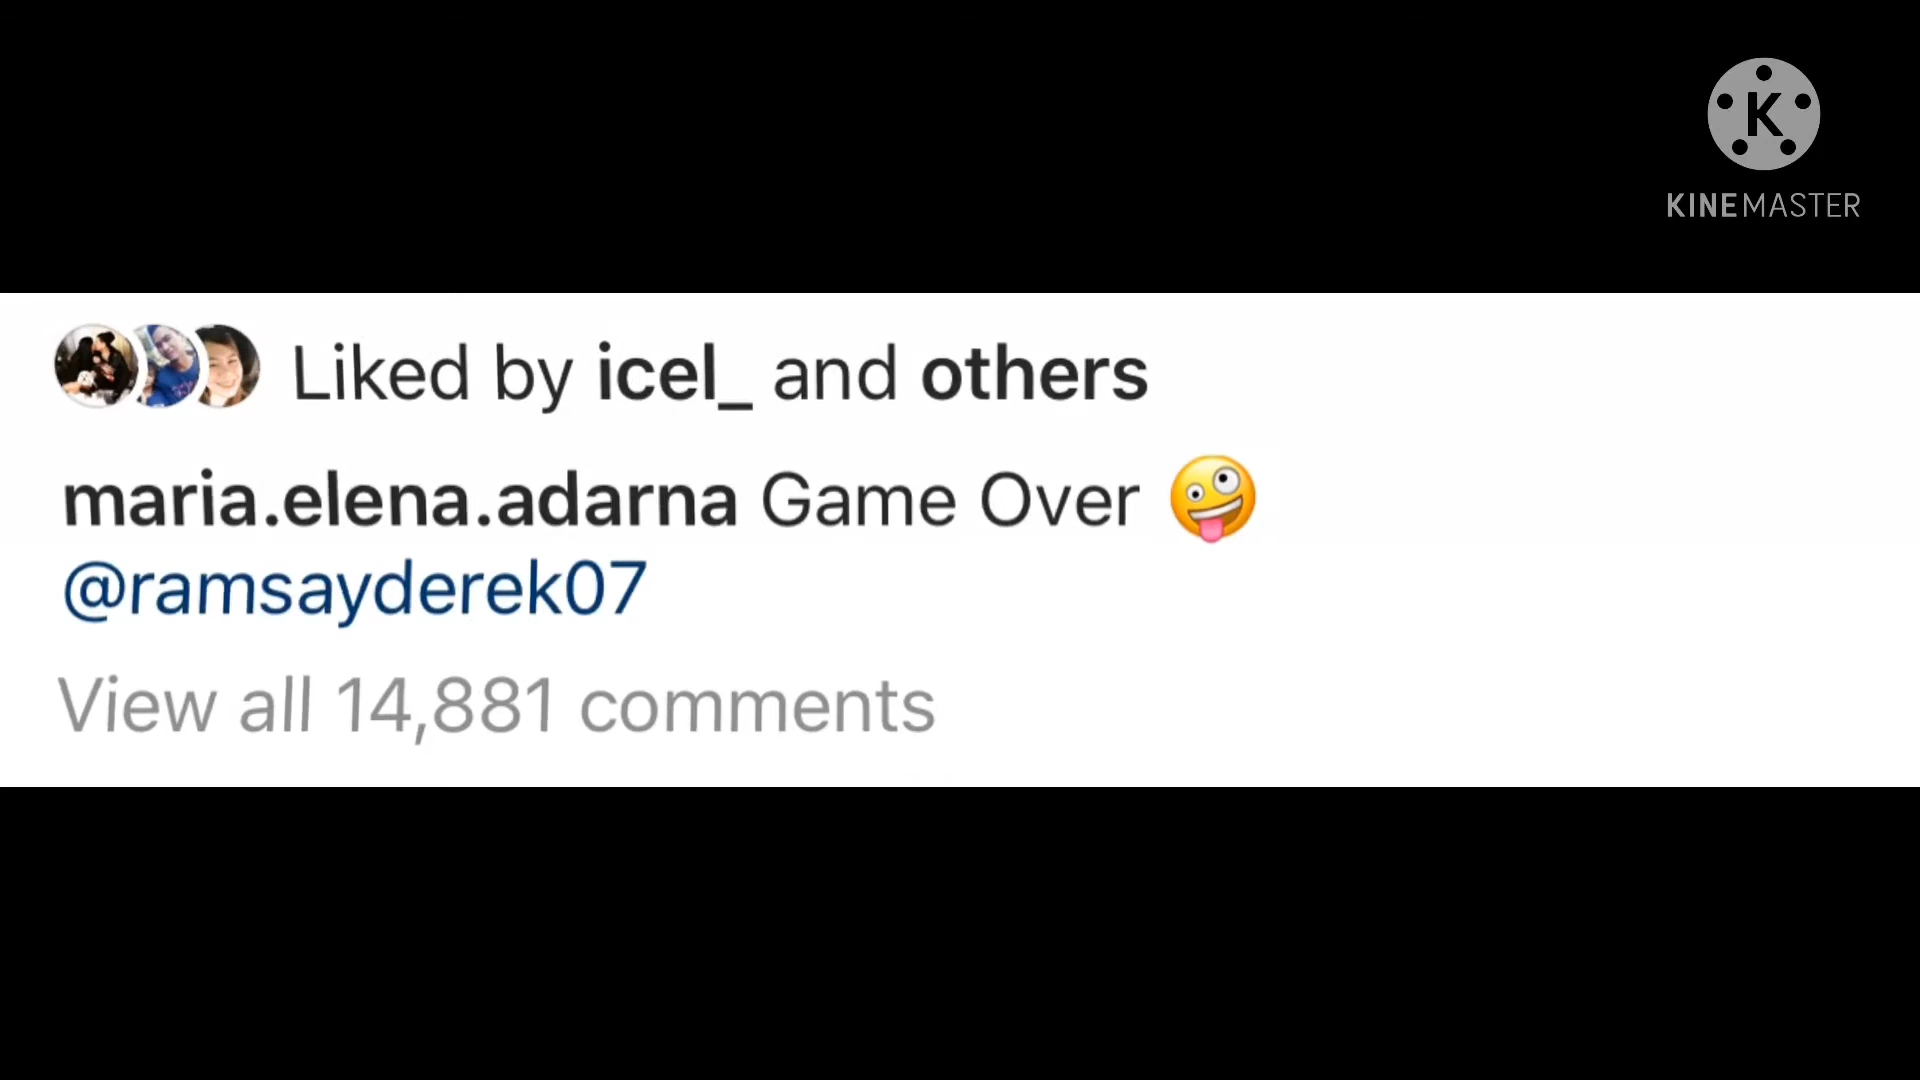 K
KINEMASTER
Liked by icel_ and others
maria.elena.adarna Game Over 🤪
@ramsayderek07
View all 14,881 comments